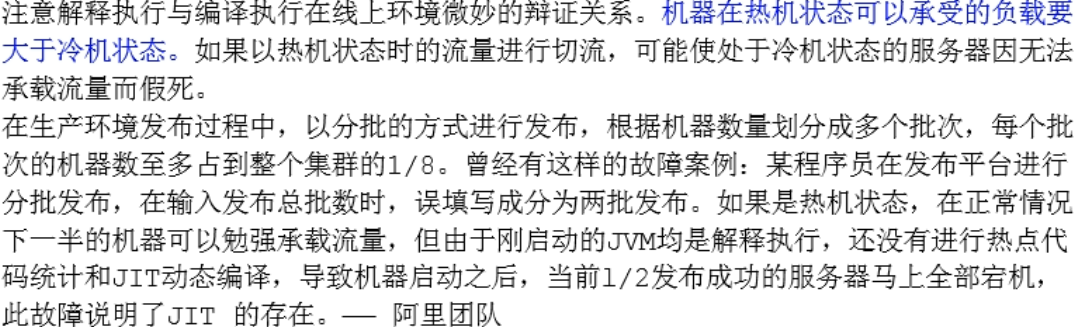 注意解释执行与编译执行在线上环境微妙的辩证关系。机器在热机状态可以承受的负载要
大于冷机状态。如果以热机状态时的流量进行切流，可能使处于冷机状态的服务器因无法
承载流量而假死。
在生产环境发布过程中，以分批的方式进行发布，根据机器数量划分成多个批次，每个批
次的机器数至多占到整个集群的1/8。曾经有这样的故障案例：某程序员在发布平台进行
分批发布，在输入发布总批数时，误填写成分为两批发布。如果是热机状态，在正常情况
下一半的机器可以勉强承载流量，但由于刚启动的JVM均是解释执行，还没有进行热点代
码统计和JIT动态编译，导致机器启动之后，当前1/2发布成功的服务器马上全部宕机，
此故障说明了JIT 的存在。—— 阿里团队